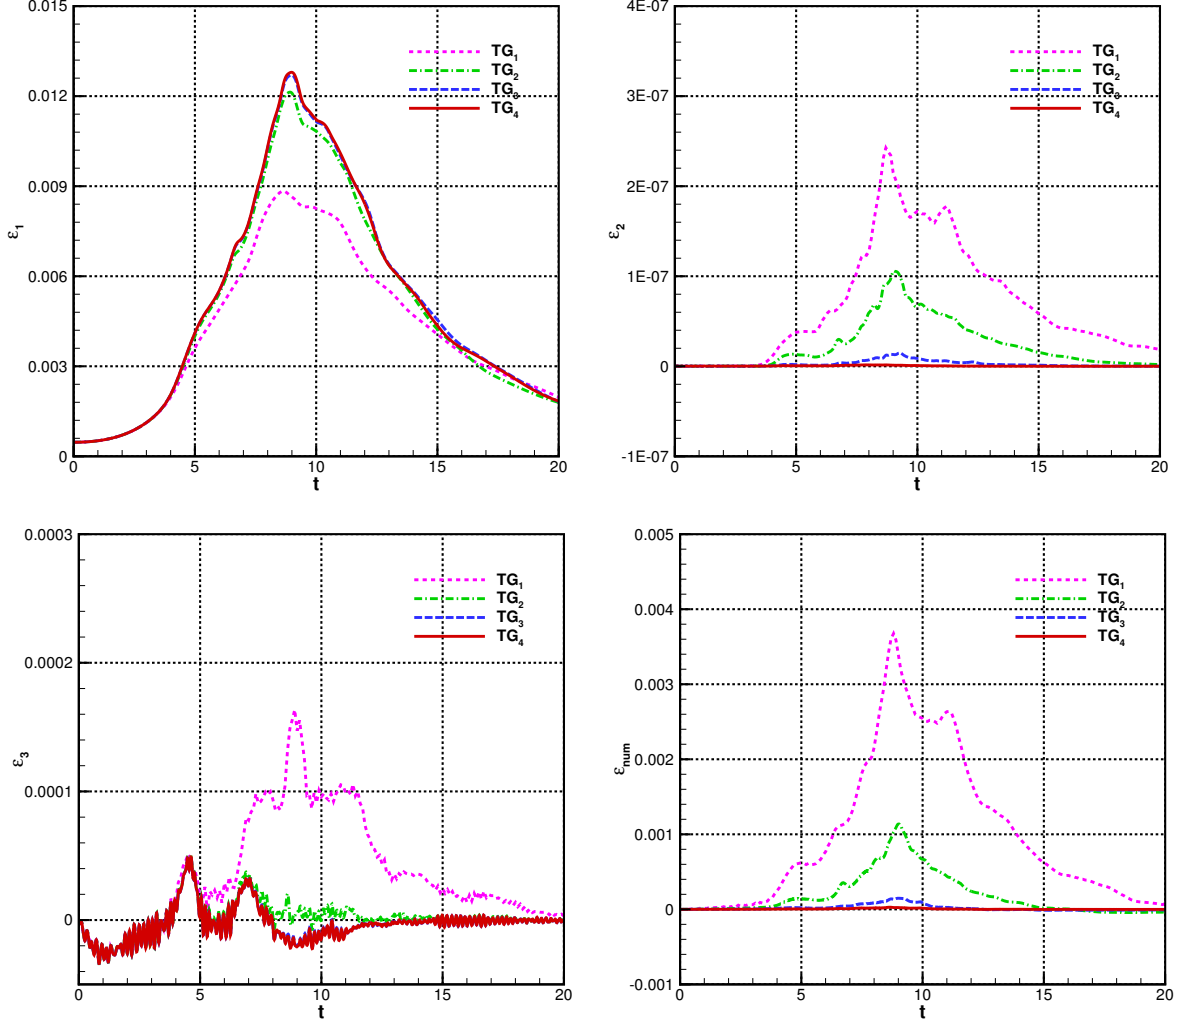 0.015
0.012
0.009
0.006
0.003
0
ε1
TG1
TG2
TG3
TG4
0 5 10 15 20
t
4E-07
3E-07
2E-07
1E-07
0
-1E-07
ε2
TG1
TG2
TG3
TG4
0 5 10 15 20
t
0.0003
0.0002
0.0001
0
ε3
TG1
TG2
TG3
TG4
0 5 10 15 20
t
0.005
0.004
0.003
0.002
0.001
0
-0.001
εnum
TG1
TG2
TG3
TG4
0 5 10 15 20
t